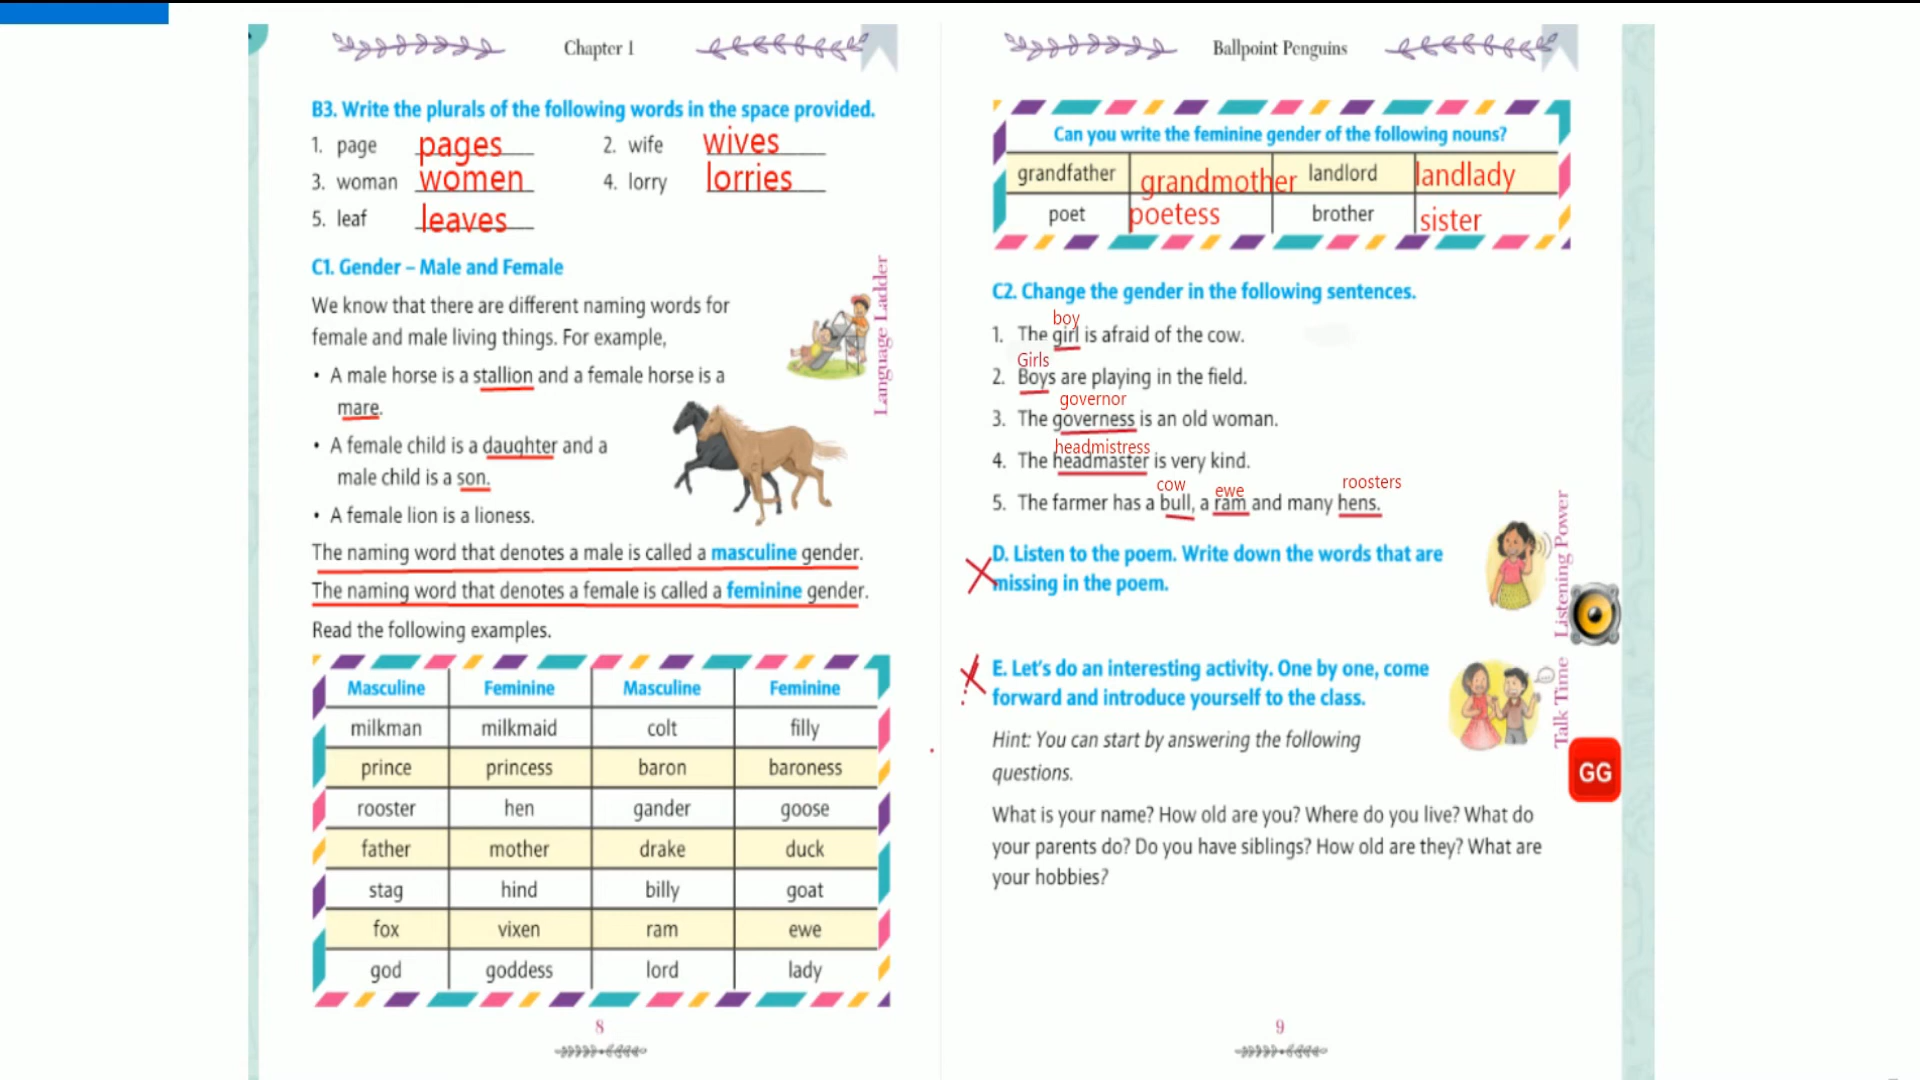 Chapter 1
B3. Write the plurals of the following words in the space provided.
1. page pages 2. wife wives
3. woman women 4. lorry lorries
5. leaf leaves
C1. Gender – Male and Female
We know that there are different naming words for
female and male living things. For example,
• A male horse is a stallion and a female horse is a
mare.
• A female child is a daughter and a
male child is a son.
• A female lion is a lioness.
The naming word that denotes a male is called a masculine gender.
The naming word that denotes a female is called a feminine gender.
Read the following examples.
Masculine Feminine Masculine Feminine
milkman milkmaid colt filly
prince princess baron baroness
rooster hen gander goose
father mother drake duck
stag hind billy goat
fox vixen ram ewe
god goddess lord lady
8
Language Ladder
Ballpoint Penguins
Can you write the feminine gender of the following nouns?
grandfather grandmother landlord landlady
poet poetess brother sister
C2. Change the gender in the following sentences.
boy
1. The girl is afraid of the cow.
Girls
2. Boys are playing in the field.
governor
3. The governess is an old woman.
headmistress
4. The headmaster is very kind.
cow ewe roosters
5. The farmer has a bull, a ram and many hens.
D. Listen to the poem. Write down the words that are
missing in the poem.
Listening Power
E. Let's do an interesting activity. One by one, come
forward and introduce yourself to the class.
Talk Time
Hint: You can start by answering the following
questions.
GG
What is your name? How old are you? Where do you live? What do
your parents do? Do you have siblings? How old are they? What are
your hobbies?
9